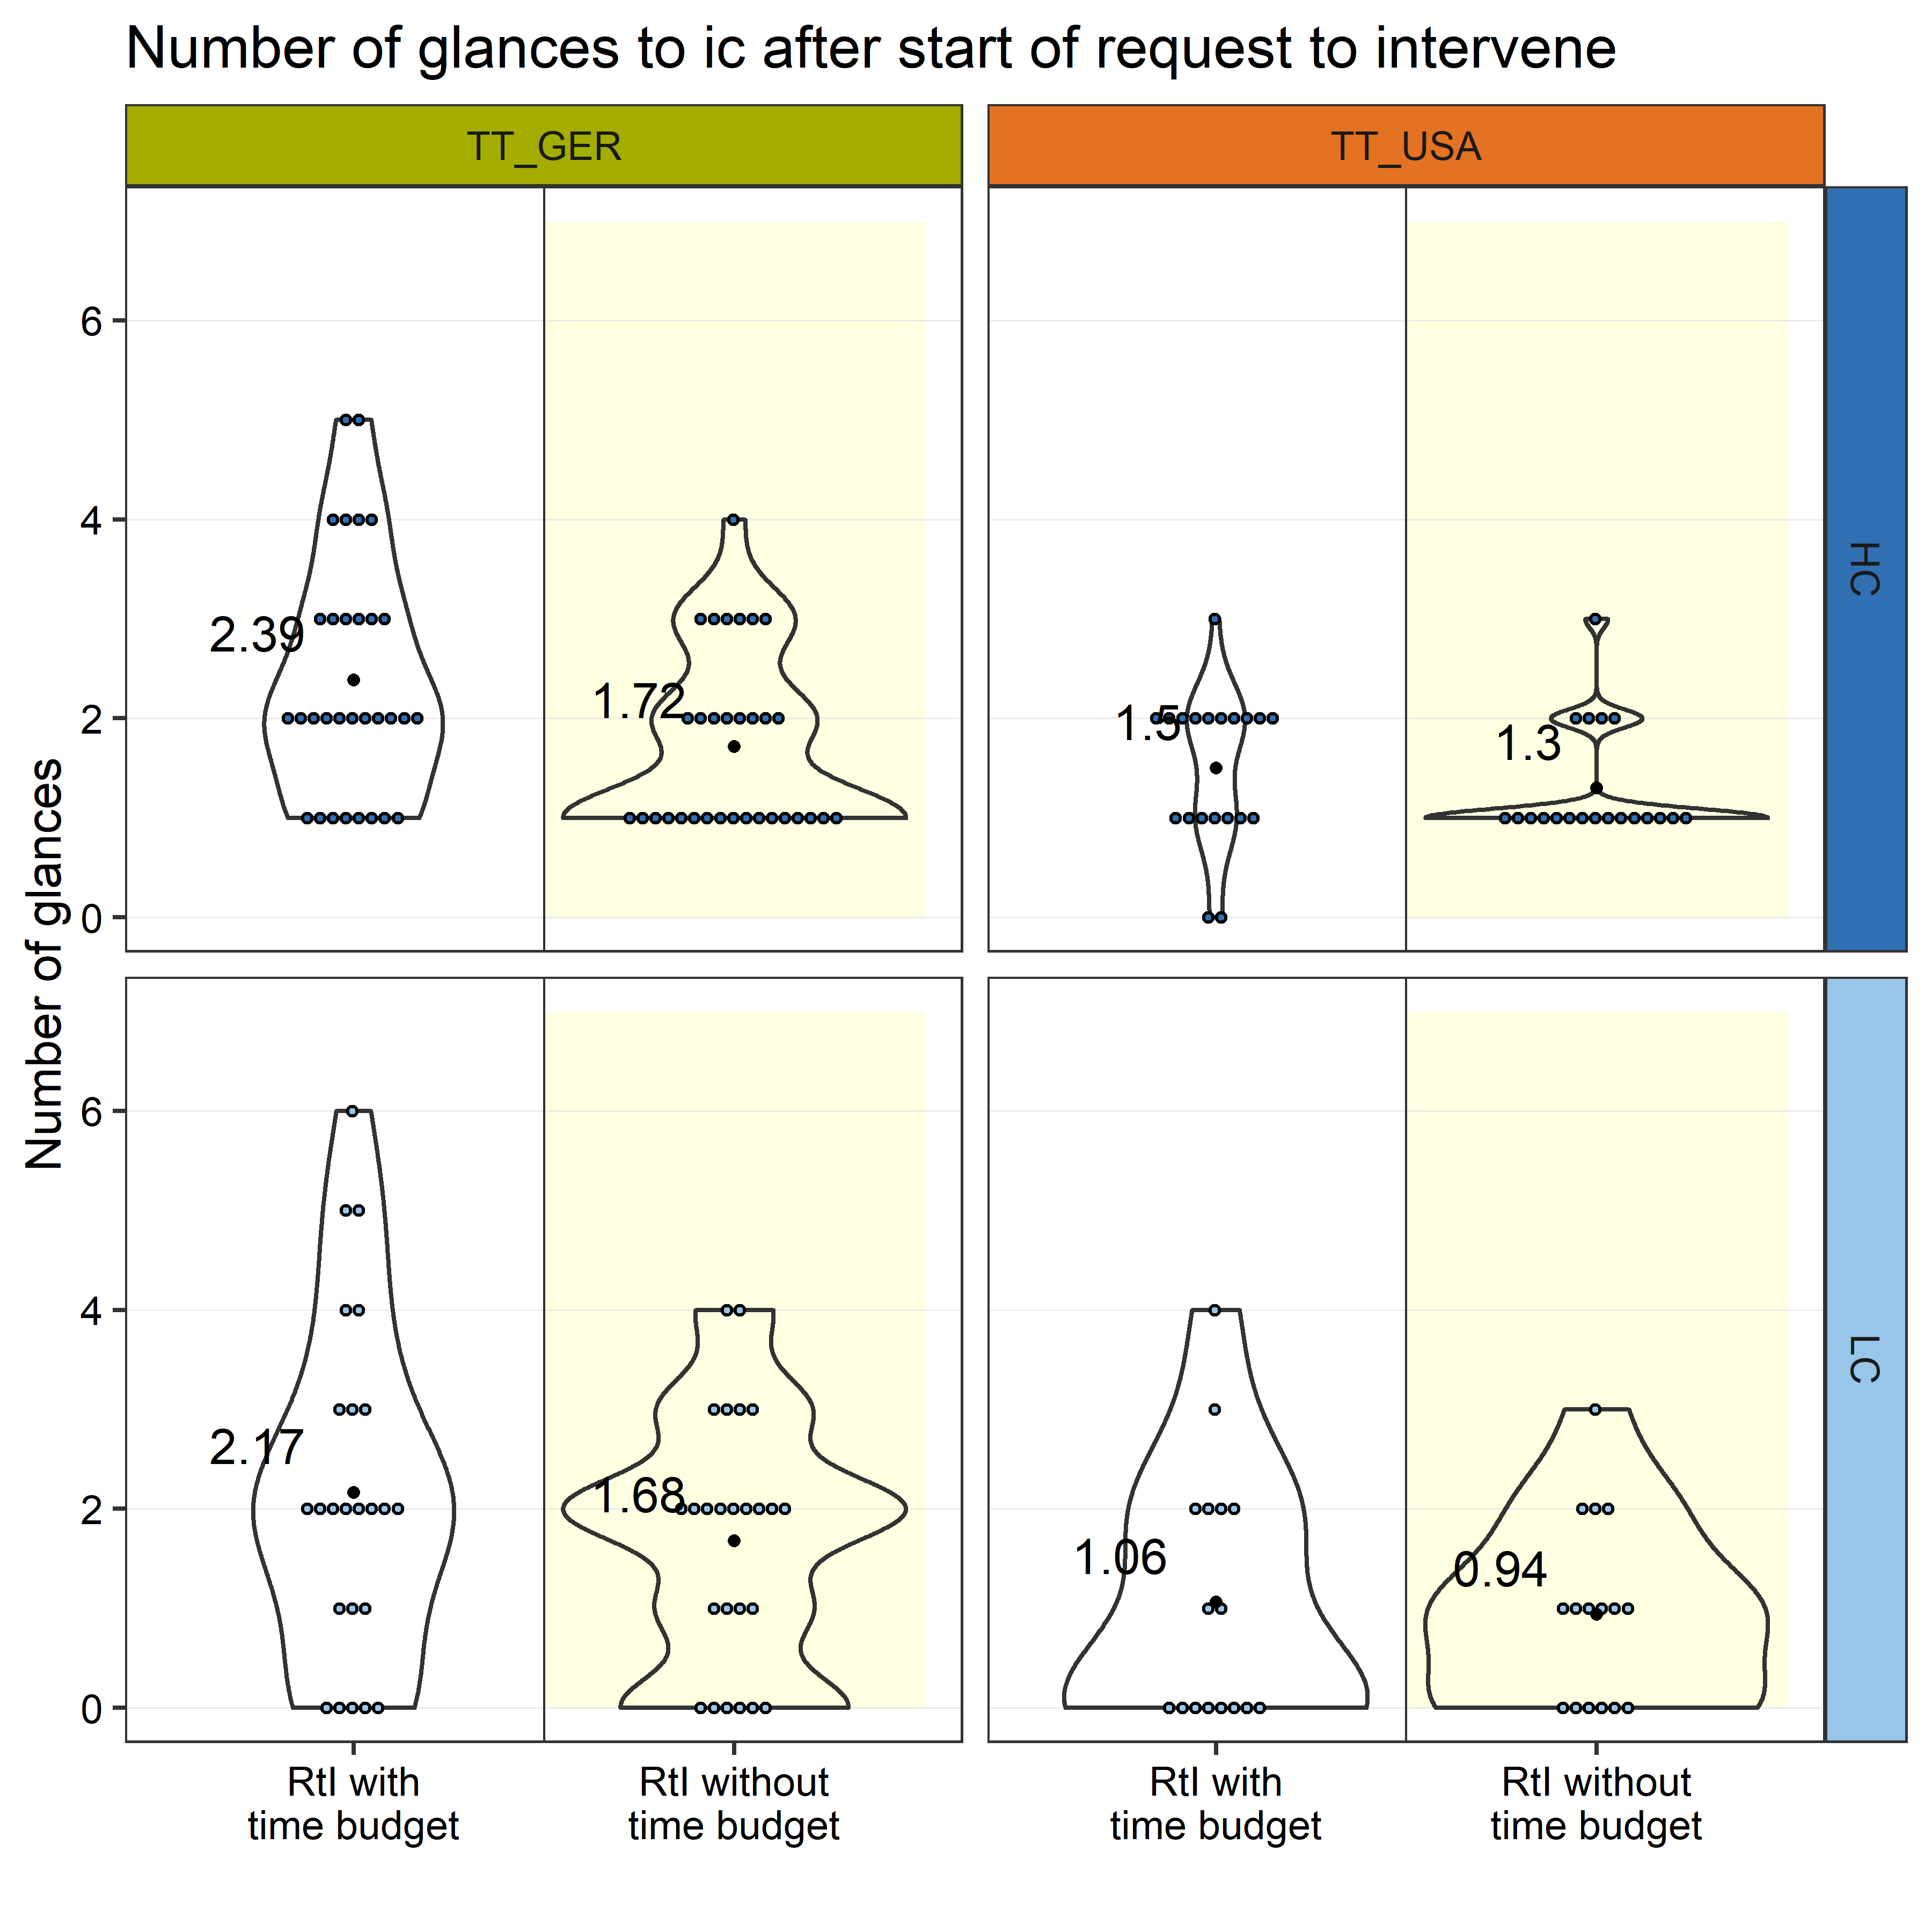 Number of glances to ic after start of request to intervene
TT_GER
TT_USA
Number of glances
6
4
2
0
2.39
1.72
1.5
1.3
HC
6
4
2
0
2.17
1.68
1.06
0.94
LC
RtI with
time budget
RtI without
time budget
RtI with
time budget
RtI without
time budget